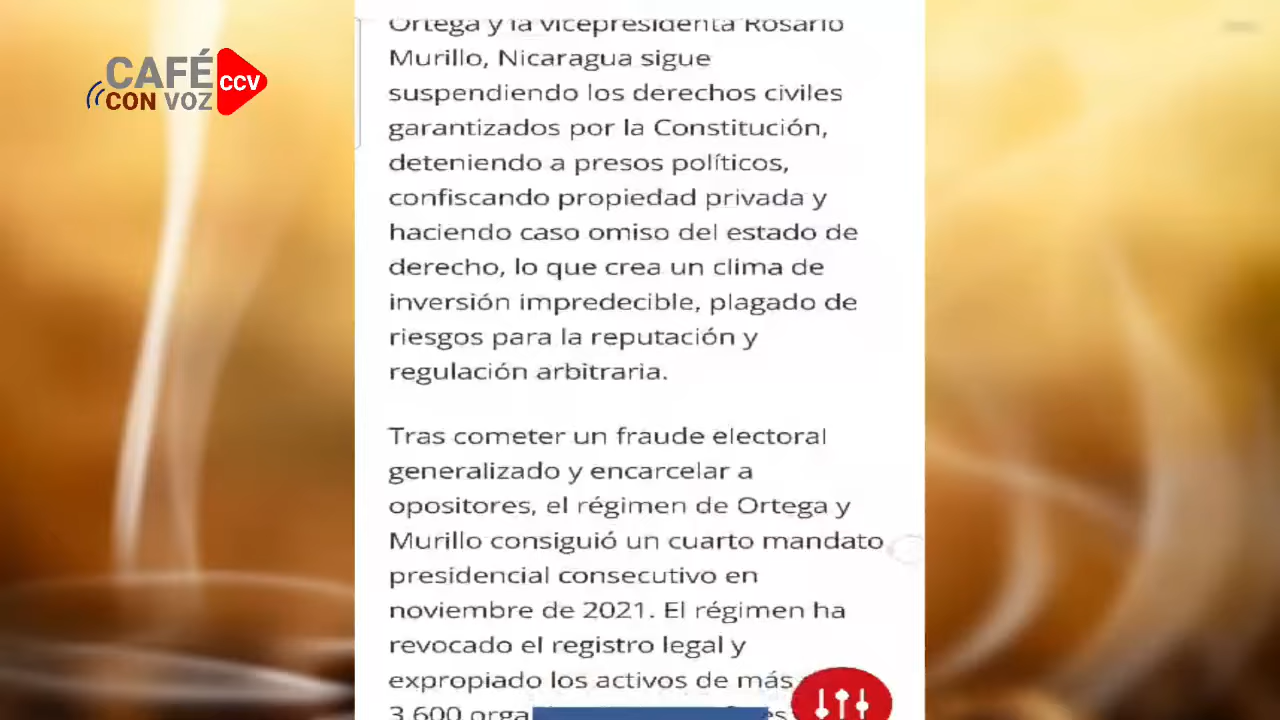 CAFÉ
CON VOZ
CCV
Ortega y la vicepresidenta Rosario
Murillo, Nicaragua sigue
suspendiendo los derechos civiles
garantizados por la Constitución,
deteniendo a presos políticos,
confiscando propiedad privada y
haciendo caso omiso del estado de
derecho, lo que crea un clima de
inversión impredecible, plagado de
riesgos para la reputación y
regulación arbitraria.
Tras cometer un fraude electoral
generalizado y encarcelar a
opositores, el régimen de Ortega y
Murillo consiguió un cuarto mandato
presidencial consecutivo en
noviembre de 2021. El régimen ha
revocado el registro legal y
expropiado los activos de más
3,600